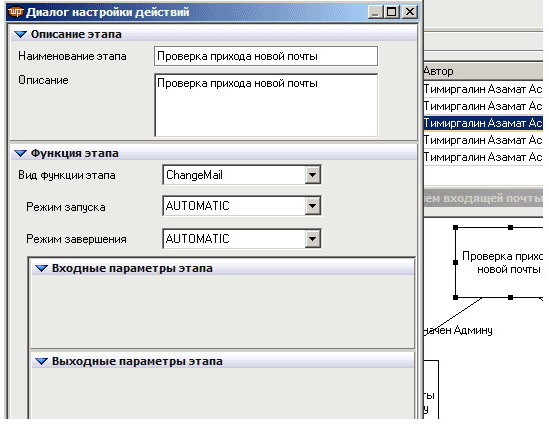 Диалог настройки действий
Описание этапа
Наименование этапа
Проверка прихода новой почты
Описание
Проверка прихода новой почты
Функция этапа
Вид функции этапа
ChangeMail
Режим запуска
AUTOMATIC
Режим завершения
AUTOMATIC
Входные параметры этапа
Выходные параметры этапа
Автор
Тимиргалин Азамат Ас
Тимиргалин Азамат Ас
Тимиргалин Азамат Ас
Тимиргалин Азамат Ас
Тимиргалин Азамат Ас
ем входящей почты
Проверка прихо
новой почты
начен Админу
ты
у